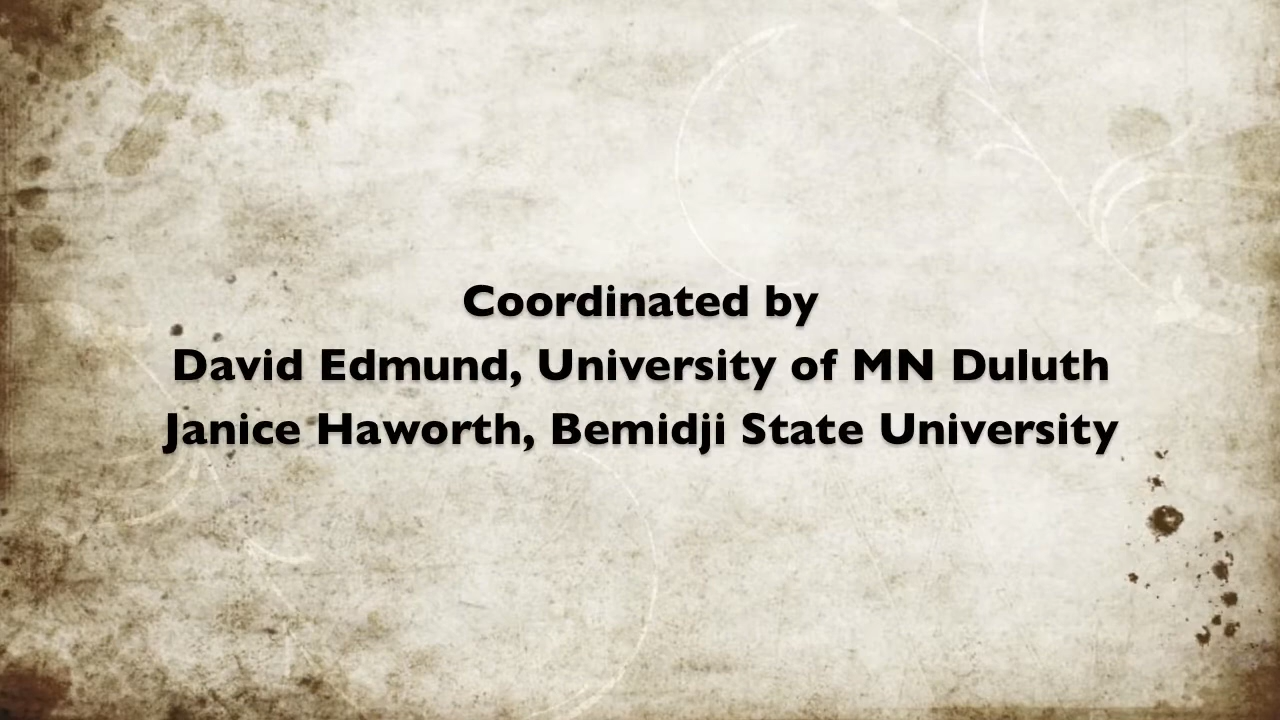 Coordinated by
David Edmund, University of MN Duluth
Janice Haworth, Bemidji State University